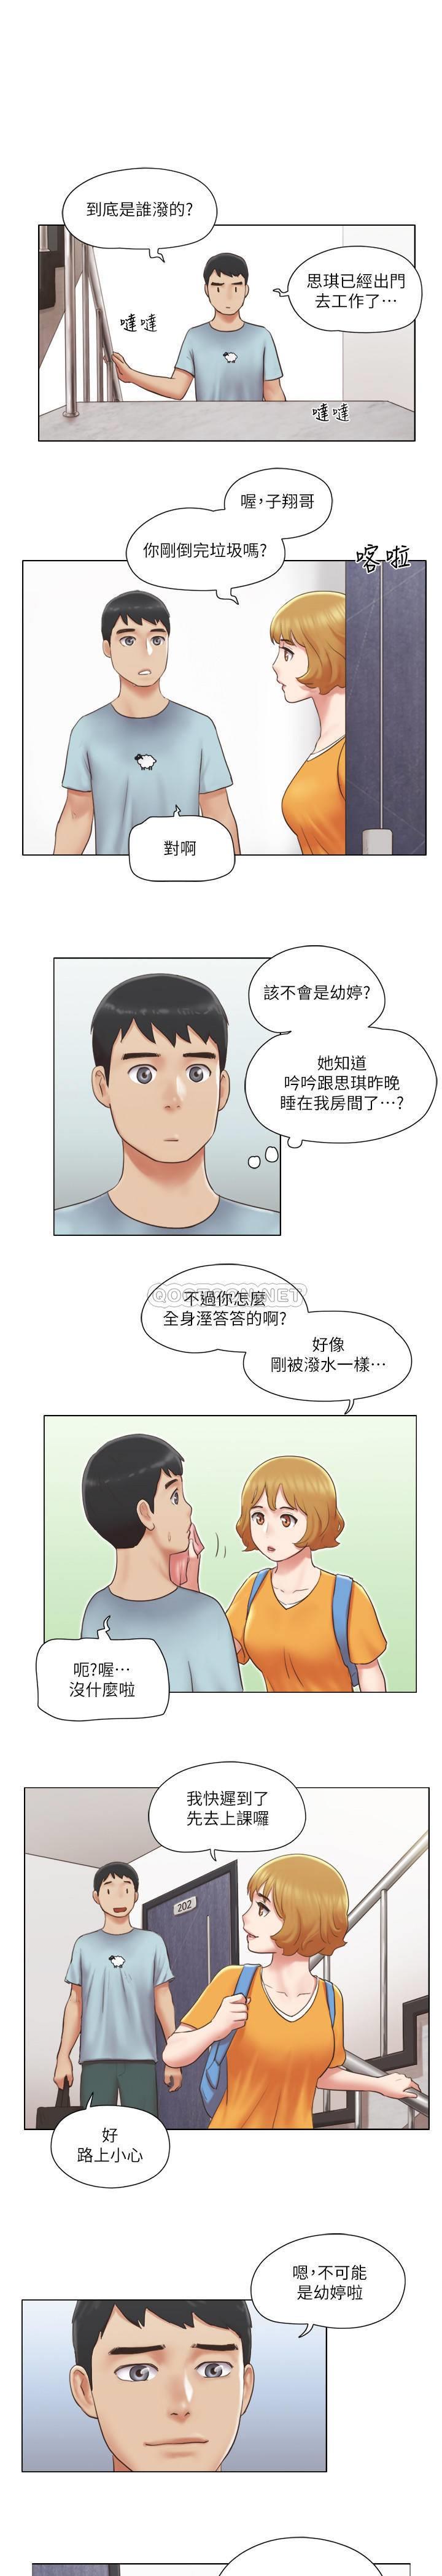 到底是誰潑的?
思琪已經出門
去工作了…
噠噠
噠噠
喔,子翔哥
你剛倒完垃圾嗎?
喀啦
對啊
該不會是幼婷?
她知道
吟吟跟思琪昨晚
睡在我房間了…?
不過你怎麼
全身溼答答的啊?
好像
剛被潑水一樣…
呃?喔…
沒什麼啦
我快遲到了
先去上課囉
202
好
路上小心
嗯,不可能
是幼婷啦